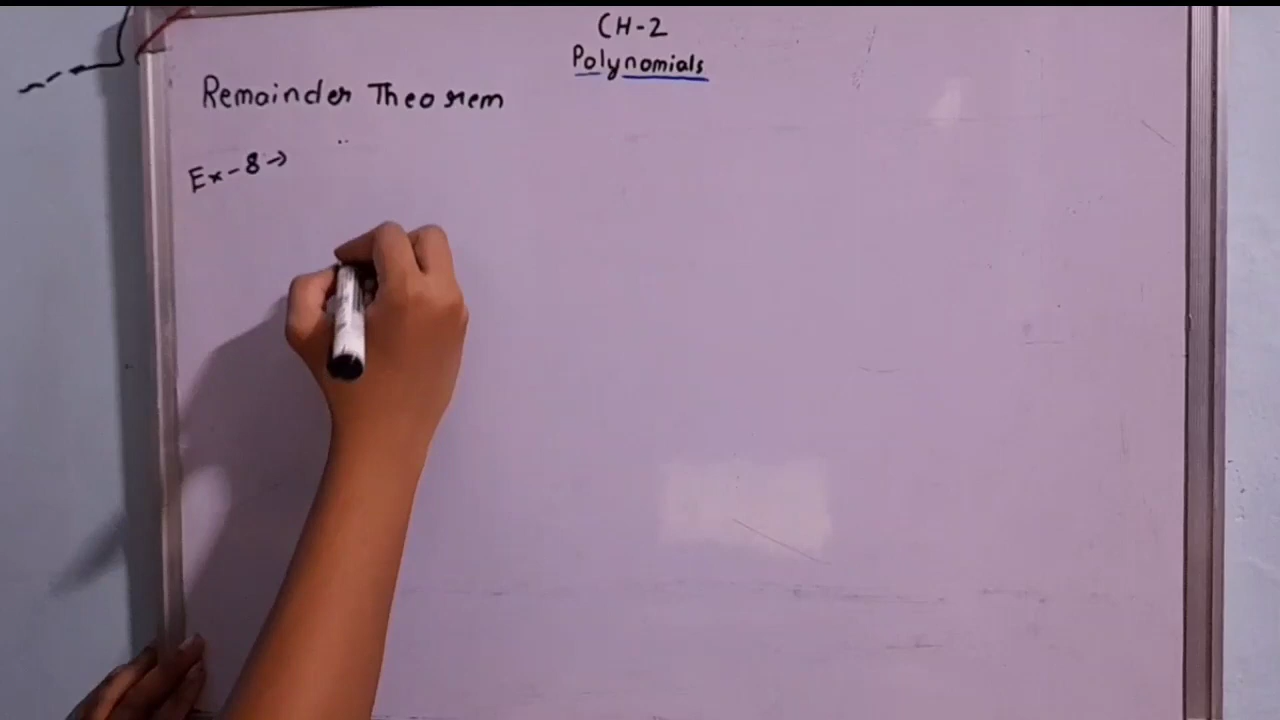 CH-2
Polynomials
Remainder Theorem
Ex-8→